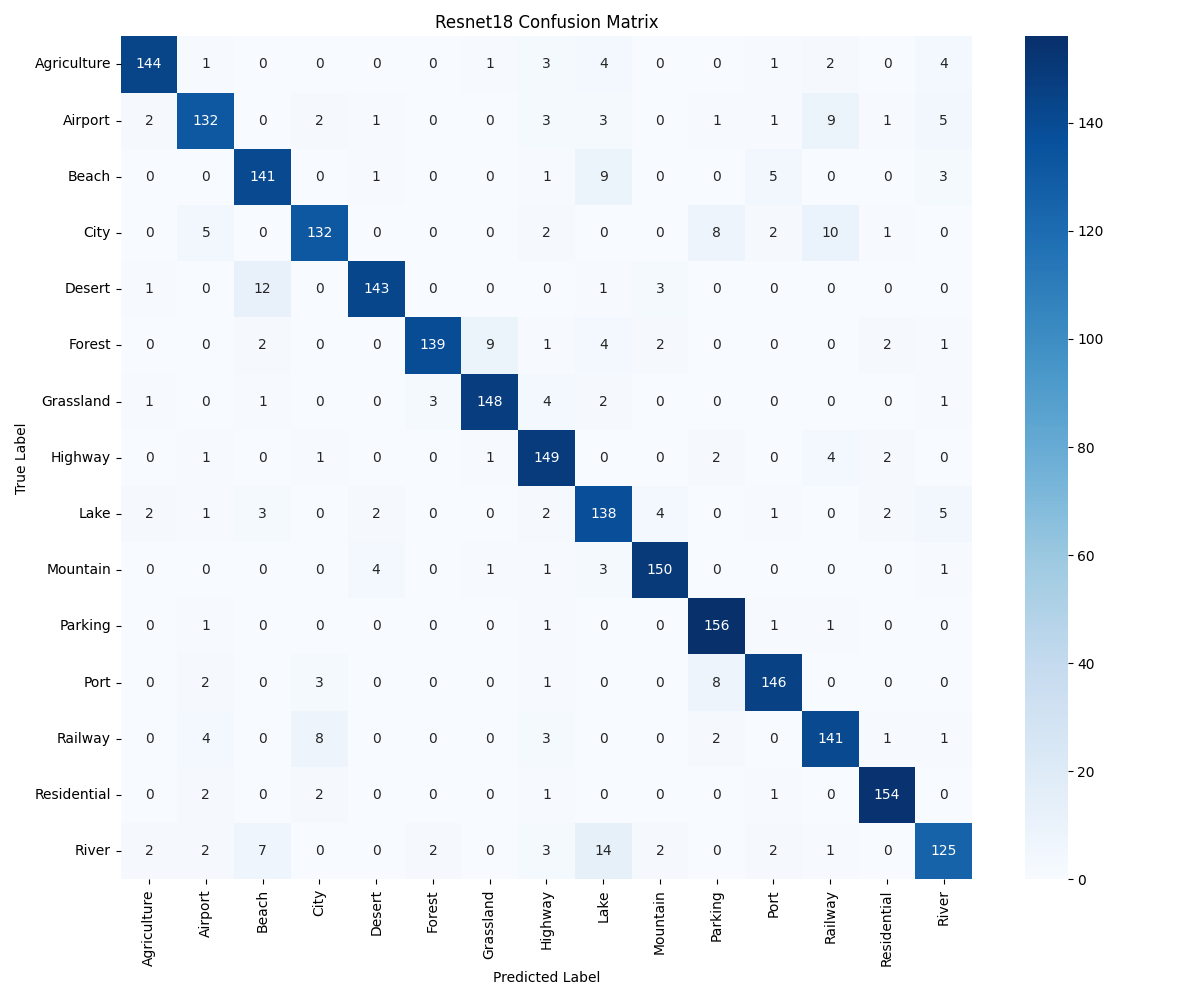 Resnet18 Confusion Matrix
Agriculture 144 1 0 0 0 0 1 3 4 0 0 1 2 0 4
Airport 2 132 0 2 1 0 0 3 3 0 1 1 9 1 5
Beach 0 0 141 0 1 0 0 1 9 0 0 5 0 0 3
City 0 5 0 132 0 0 0 2 0 0 8 2 10 1 0
Desert 1 0 12 0 143 0 0 0 1 3 0 0 0 0 0
Forest 0 0 2 0 0 139 9 1 4 2 0 0 0 2 1
Grassland 1 0 1 0 0 3 148 4 2 0 0 0 0 0 1
Highway 0 1 0 1 0 0 1 149 0 0 2 0 4 2 0
Lake 2 1 3 0 2 0 0 2 138 4 0 1 0 2 5
Mountain 0 0 0 0 4 0 1 1 3 150 0 0 0 0 1
Parking 0 1 0 0 0 0 0 1 0 0 156 1 1 0 0
Port 0 2 0 3 0 0 0 1 0 0 8 146 0 0 0
Railway 0 4 0 8 0 0 0 3 0 0 2 0 141 1 1
Residential 0 2 0 2 0 0 0 1 0 0 0 1 0 154 0
River 2 2 7 0 0 2 0 3 14 2 0 2 1 0 125
Agriculture Airport Beach City Desert Forest Grassland Highway Lake Mountain Parking Port Railway Residential River
Predicted Label
True Label
140
120
100
80
60
40
20
0